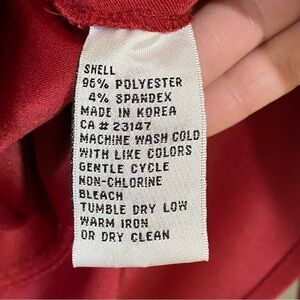 SHELL
96% POLYESTER
4% SPANDEX
MADE IN KOREA
CA # 23147
MACHINE WASH COLD
WITH LIKE COLORS
GENTLE CYCLE
NON-CHLORINE
BLEACH
TUMBLE DRY LOW
WARM IRON
OR DRY CLEAN